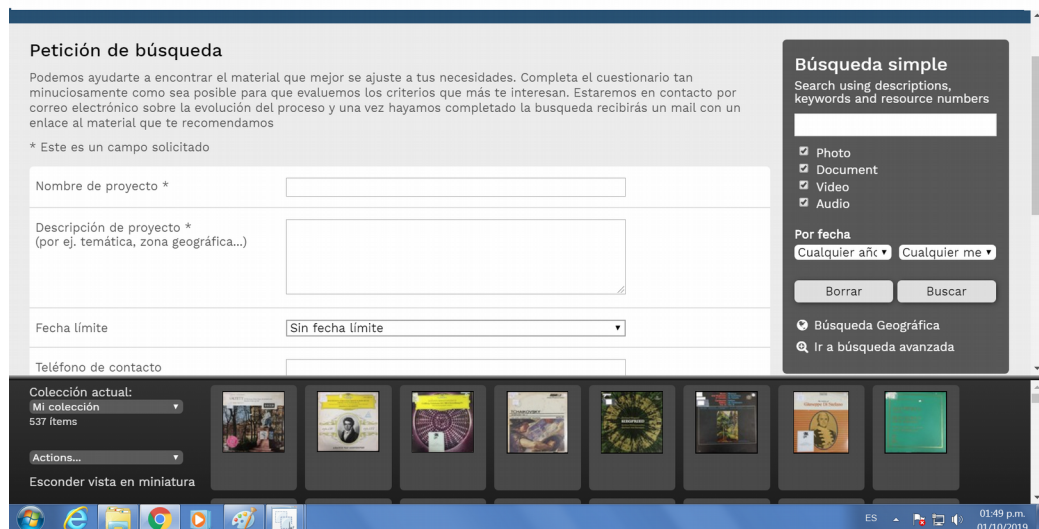 Petición de búsqueda
Podemos ayudarte a encontrar el material que mejor se ajuste a tus necesidades. Completa el cuestionario tan
minuciosamente como sea posible para que evaluemos los criterios que más te interesan. Estaremos en contacto por
correo electrónico sobre la evolución del proceso y una vez hayamos completado la busqueda recibirás un mail con un
enlace al material que te recomendamos
* Este es un campo solicitado
Nombre de proyecto *
Descripción de proyecto *
(por ej. temática, zona geográfica...)
Fecha límite
Sin fecha límite
Teléfono de contacto
Búsqueda simple
Search using descriptions,
keywords and resource numbers
Photo
Document
Video
Audio
Por fecha
Cualquier año Cualquier me
Borrar Buscar
Búsqueda Geográfica
Ir a búsqueda avanzada
Colección actual:
Mi colección
537 ítems
Actions...
Esconder vista en miniatura
TCHAIKOVSKY
ES
01:49 p.m.
01/10/2019